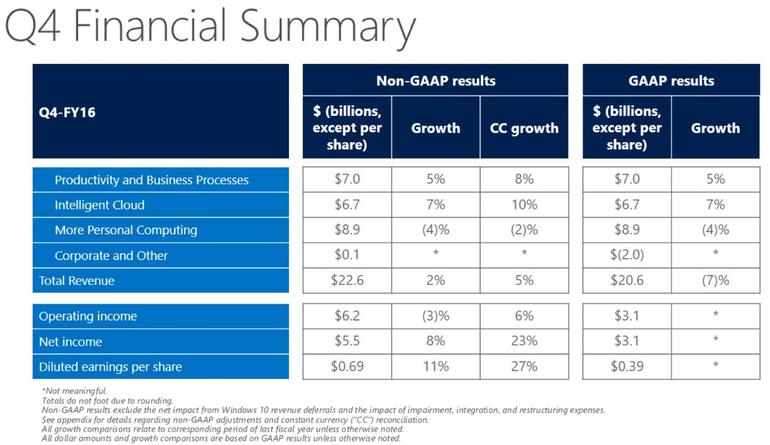 Q4 Financial Summary
Non-GAAP results GAAP results
Q4-FY16 $ (billions, except per share) Growth CC growth $ (billions, except per share) Growth
Productivity and Business Processes $7.0 5% 8% $7.0 5%
Intelligent Cloud $6.7 7% 10% $6.7 7%
More Personal Computing $8.9 (4)% (2)% $8.9 (4)%
Corporate and Other $0.1 * * $(2.0) *
Total Revenue $22.6 2% 5% $20.6 (7)%
Operating income $6.2 (3)% 6% $3.1 *
Net income $5.5 8% 23% $3.1 *
Diluted earnings per share $0.69 11% 27% $0.39 *
*Not meaningful.
Totals do not foot due to rounding.
Non-GAAP results exclude the net impact from Windows 10 revenue deferrals and the impact of impairment, integration, and restructuring expenses.
See appendix for details regarding non-GAAP adjustments and constant currency ("CC") reconciliation.
All growth comparisons relate to corresponding period of last fiscal year unless otherwise noted.
All dollar amounts and growth comparisons are based on GAAP results unless otherwise noted.